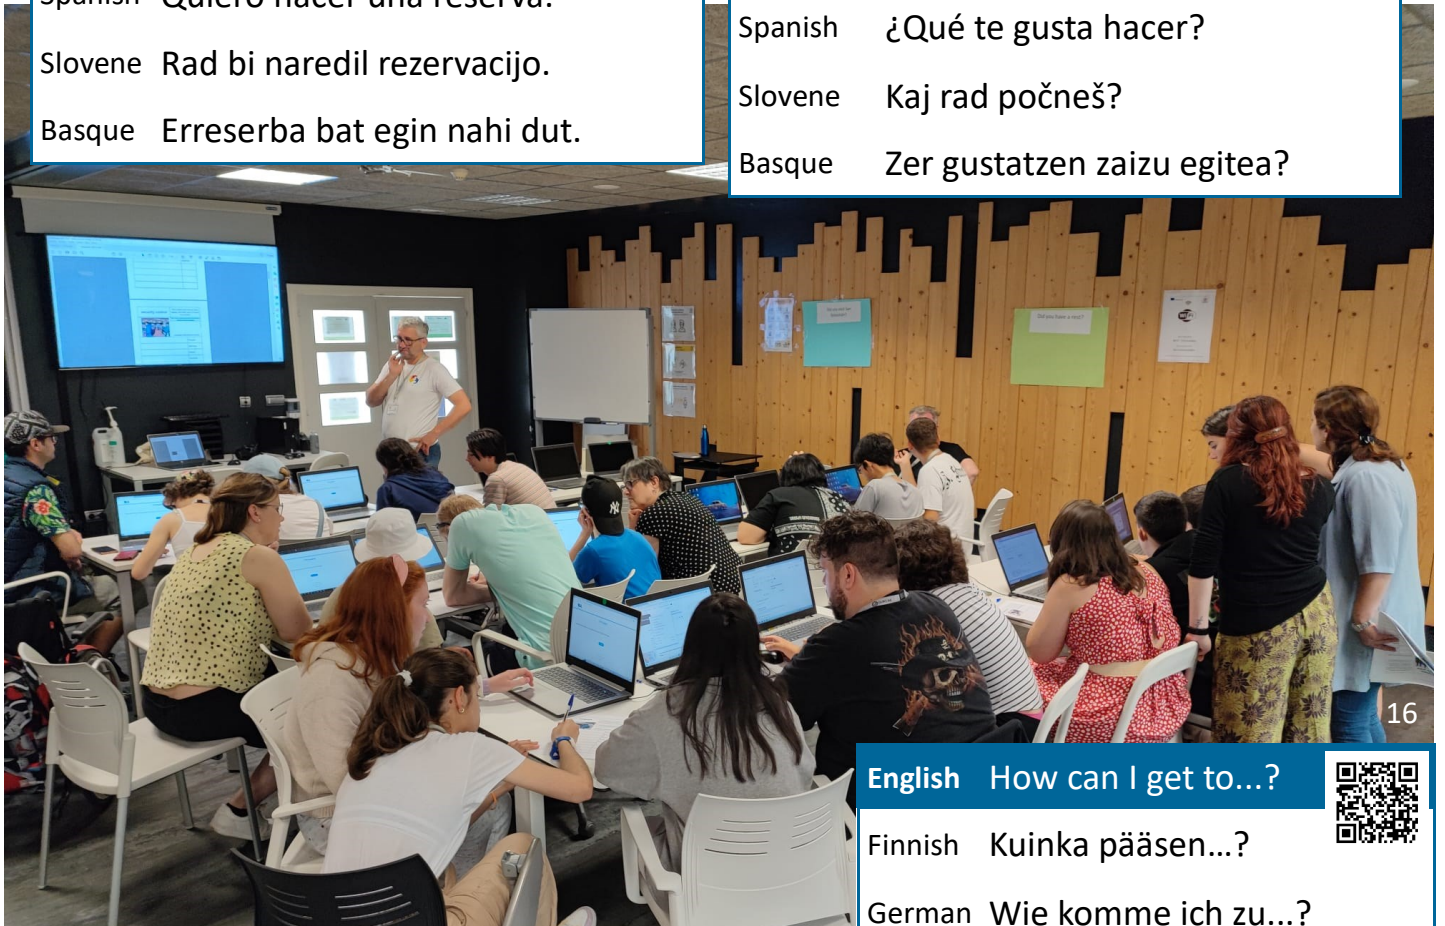 Spanish Quiero hacer una reserva.
Slovene Rad bi naredil rezervacijo.
Basque Erreserba bat egin nahi dut.
Spanish ¿Qué te gusta hacer?
Slovene Kaj rad počneš?
Basque Zer gustatzen zaizu egitea?
16
English How can I get to...?
Finnish Kuinka pääsen...?
German Wie komme ich zu...?